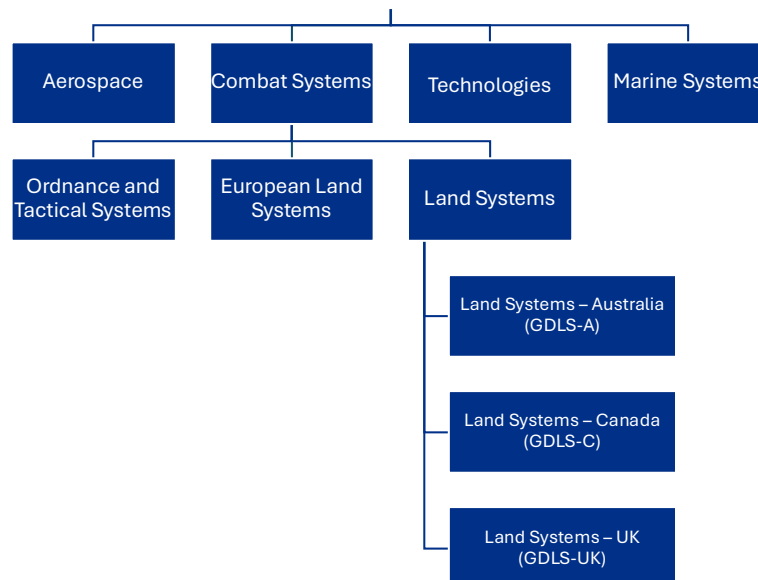 Aerospace
Combat Systems
Technologies
Marine Systems
Ordnance and
Tactical Systems
European Land
Systems
Land Systems
Land Systems – Australia
(GDLS-A)
Land Systems – Canada
(GDLS-C)
Land Systems – UK
(GDLS-UK)